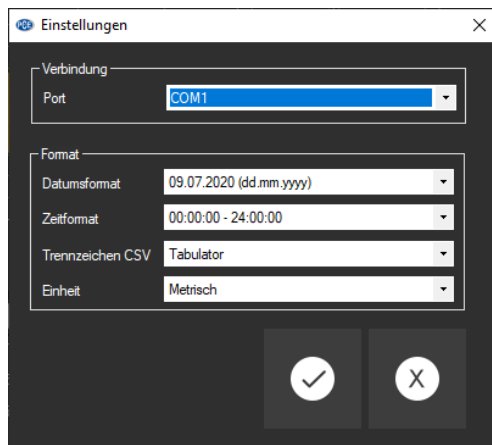 PCE Einstellungen
Verbindung
Port COM1
Format
Datumsformat 09.07.2020 (dd.mm.yyyy)
Zeitformat 00:00:00 - 24:00:00
Trennzeichen CSV Tabulator
Einheit Metrisch
X